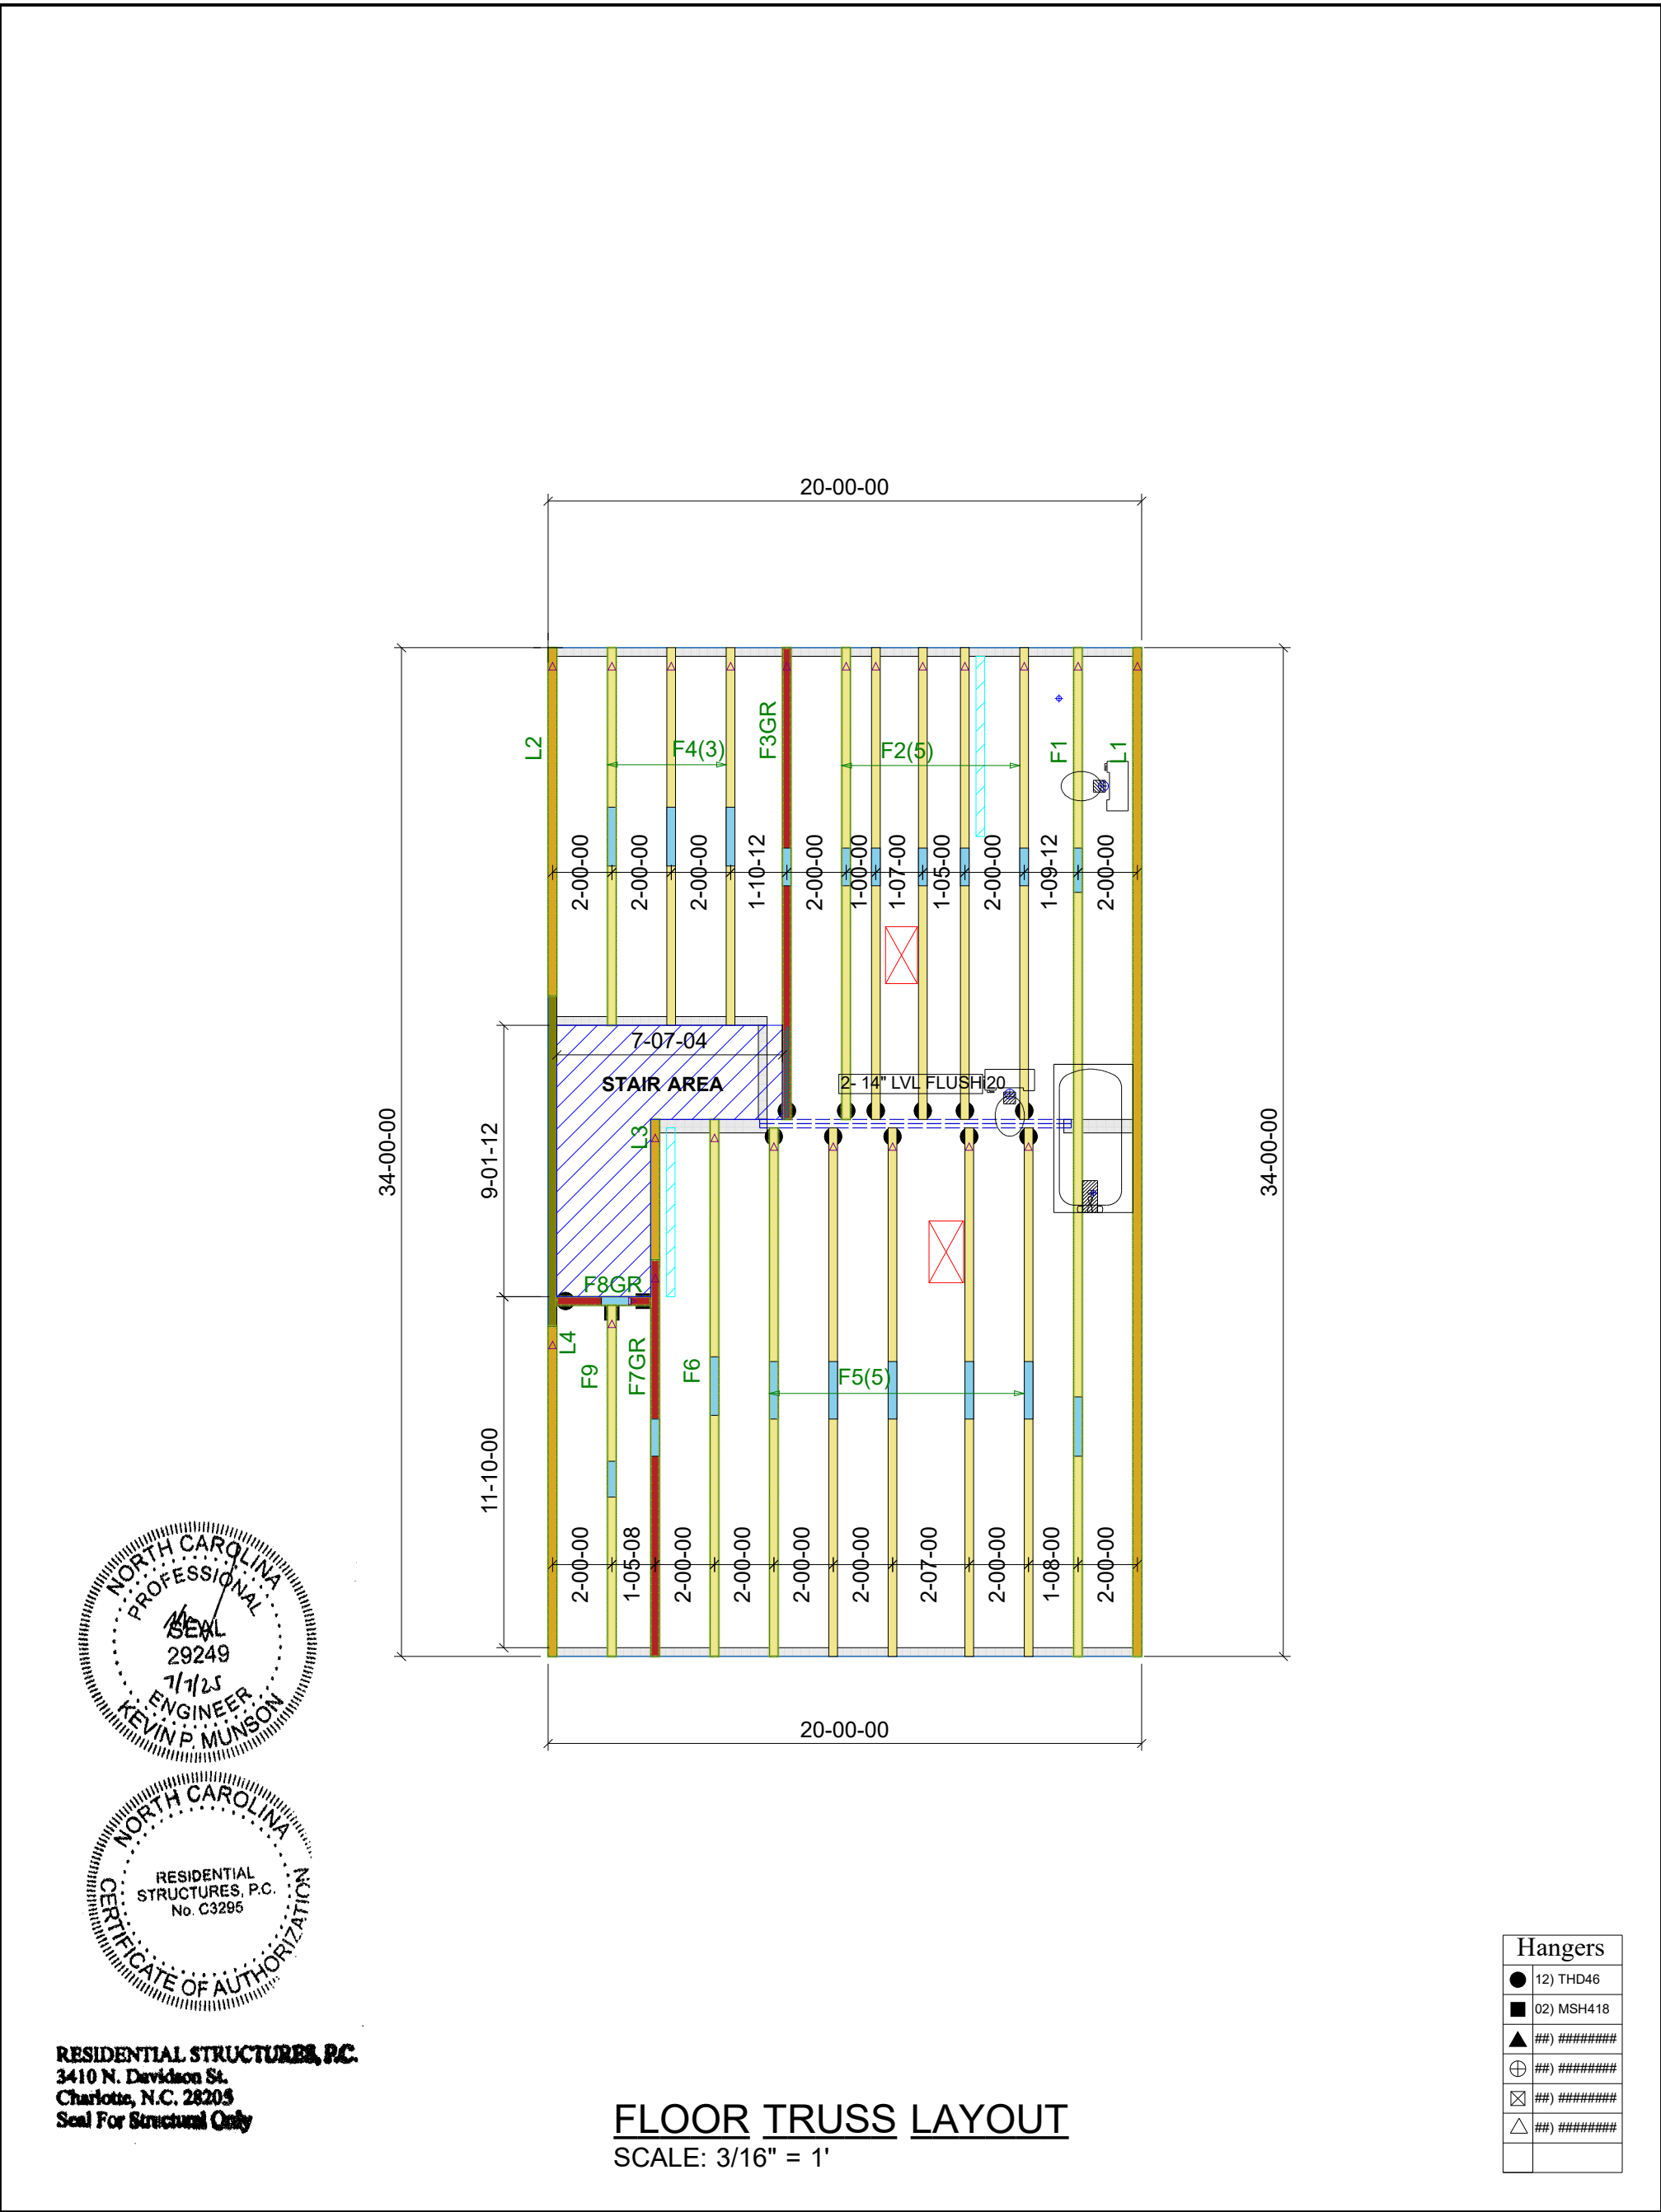 20-00-00
L2
F4(3)
F3GR
F2(5)
F1
L1
2-00-00
2-00-00
2-00-00
1-10-12
2-00-00
1-00-00
1-07-00
1-05-00
2-00-00
1-09-12
2-00-00
7-07-04
STAIR AREA
2- 14" LVL FLUSH i20
34-00-00
9-01-12
34-00-00
L3
F8GR
L4
F9
F7GR
F6
F5(5)
11-10-00
2-00-00
1-05-08
2-00-00
2-00-00
2-00-00
2-00-00
2-07-00
2-00-00
1-08-00
2-00-00
20-00-00
NORTH CAROLINA
PROFESSIONAL
SEAL
29249
7/7/25
ENGINEER
KEVIN P. MUNSON
NORTH CAROLINA
RESIDENTIAL
STRUCTURES, P.C.
No. C3295
CERTIFICATE OF AUTHORIZATION
RESIDENTIAL STRUCTURES, P.C.
3410 N. Davidson St.
Charlotte, N.C. 28205
Seal For Structural Only
FLOOR TRUSS LAYOUT
SCALE: 3/16" = 1'
Hangers
12) THD46
02) MSH418
##) ########
##) ########
##) ########
##) ########